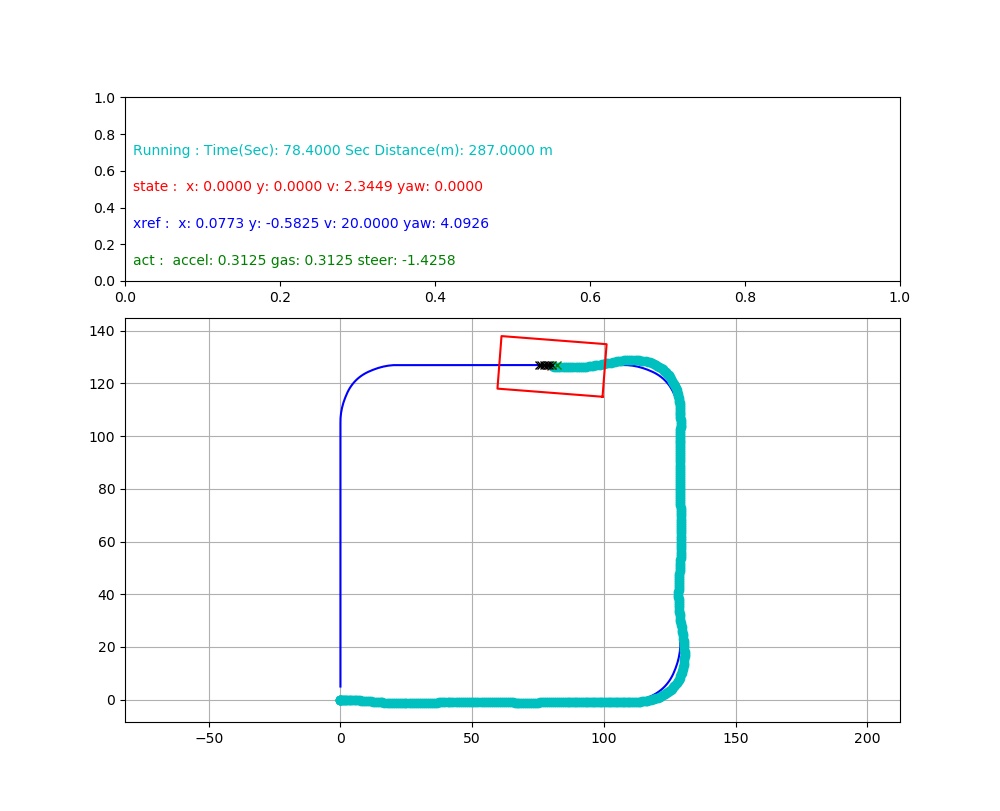 1.0
0.8
Running : Time(Sec): 78.4000 Sec Distance(m): 287.0000 m
0.6
state :  x: 0.0000 y: 0.0000 v: 2.3449 yaw: 0.0000
0.4
xref :  x: 0.0773 y: -0.5825 v: 20.0000 yaw: 4.0926
0.2
act :  accel: 0.3125 gas: 0.3125 steer: -1.4258
0.0
0.0 0.2 0.4 0.6 0.8 1.0
140
120
100
80
60
40
20
0
−50 0 50 100 150 200